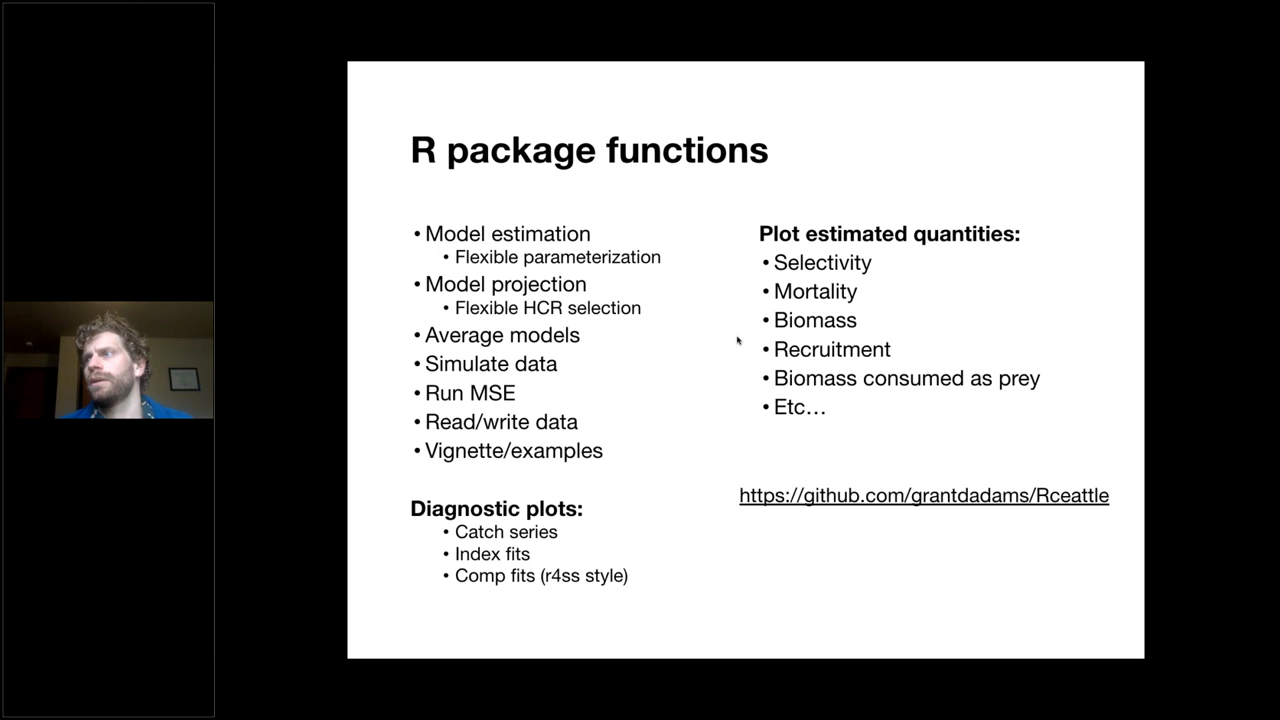 R package functions
• Model estimation
• Flexible parameterization
• Model projection
• Flexible HCR selection
• Average models
• Simulate data
• Run MSE
• Read/write data
• Vignette/examples
Diagnostic plots:
• Catch series
• Index fits
• Comp fits (r4ss style)
Plot estimated quantities:
• Selectivity
• Mortality
• Biomass
• Recruitment
• Biomass consumed as prey
• Etc…
https://github.com/grantdadams/Rceattle